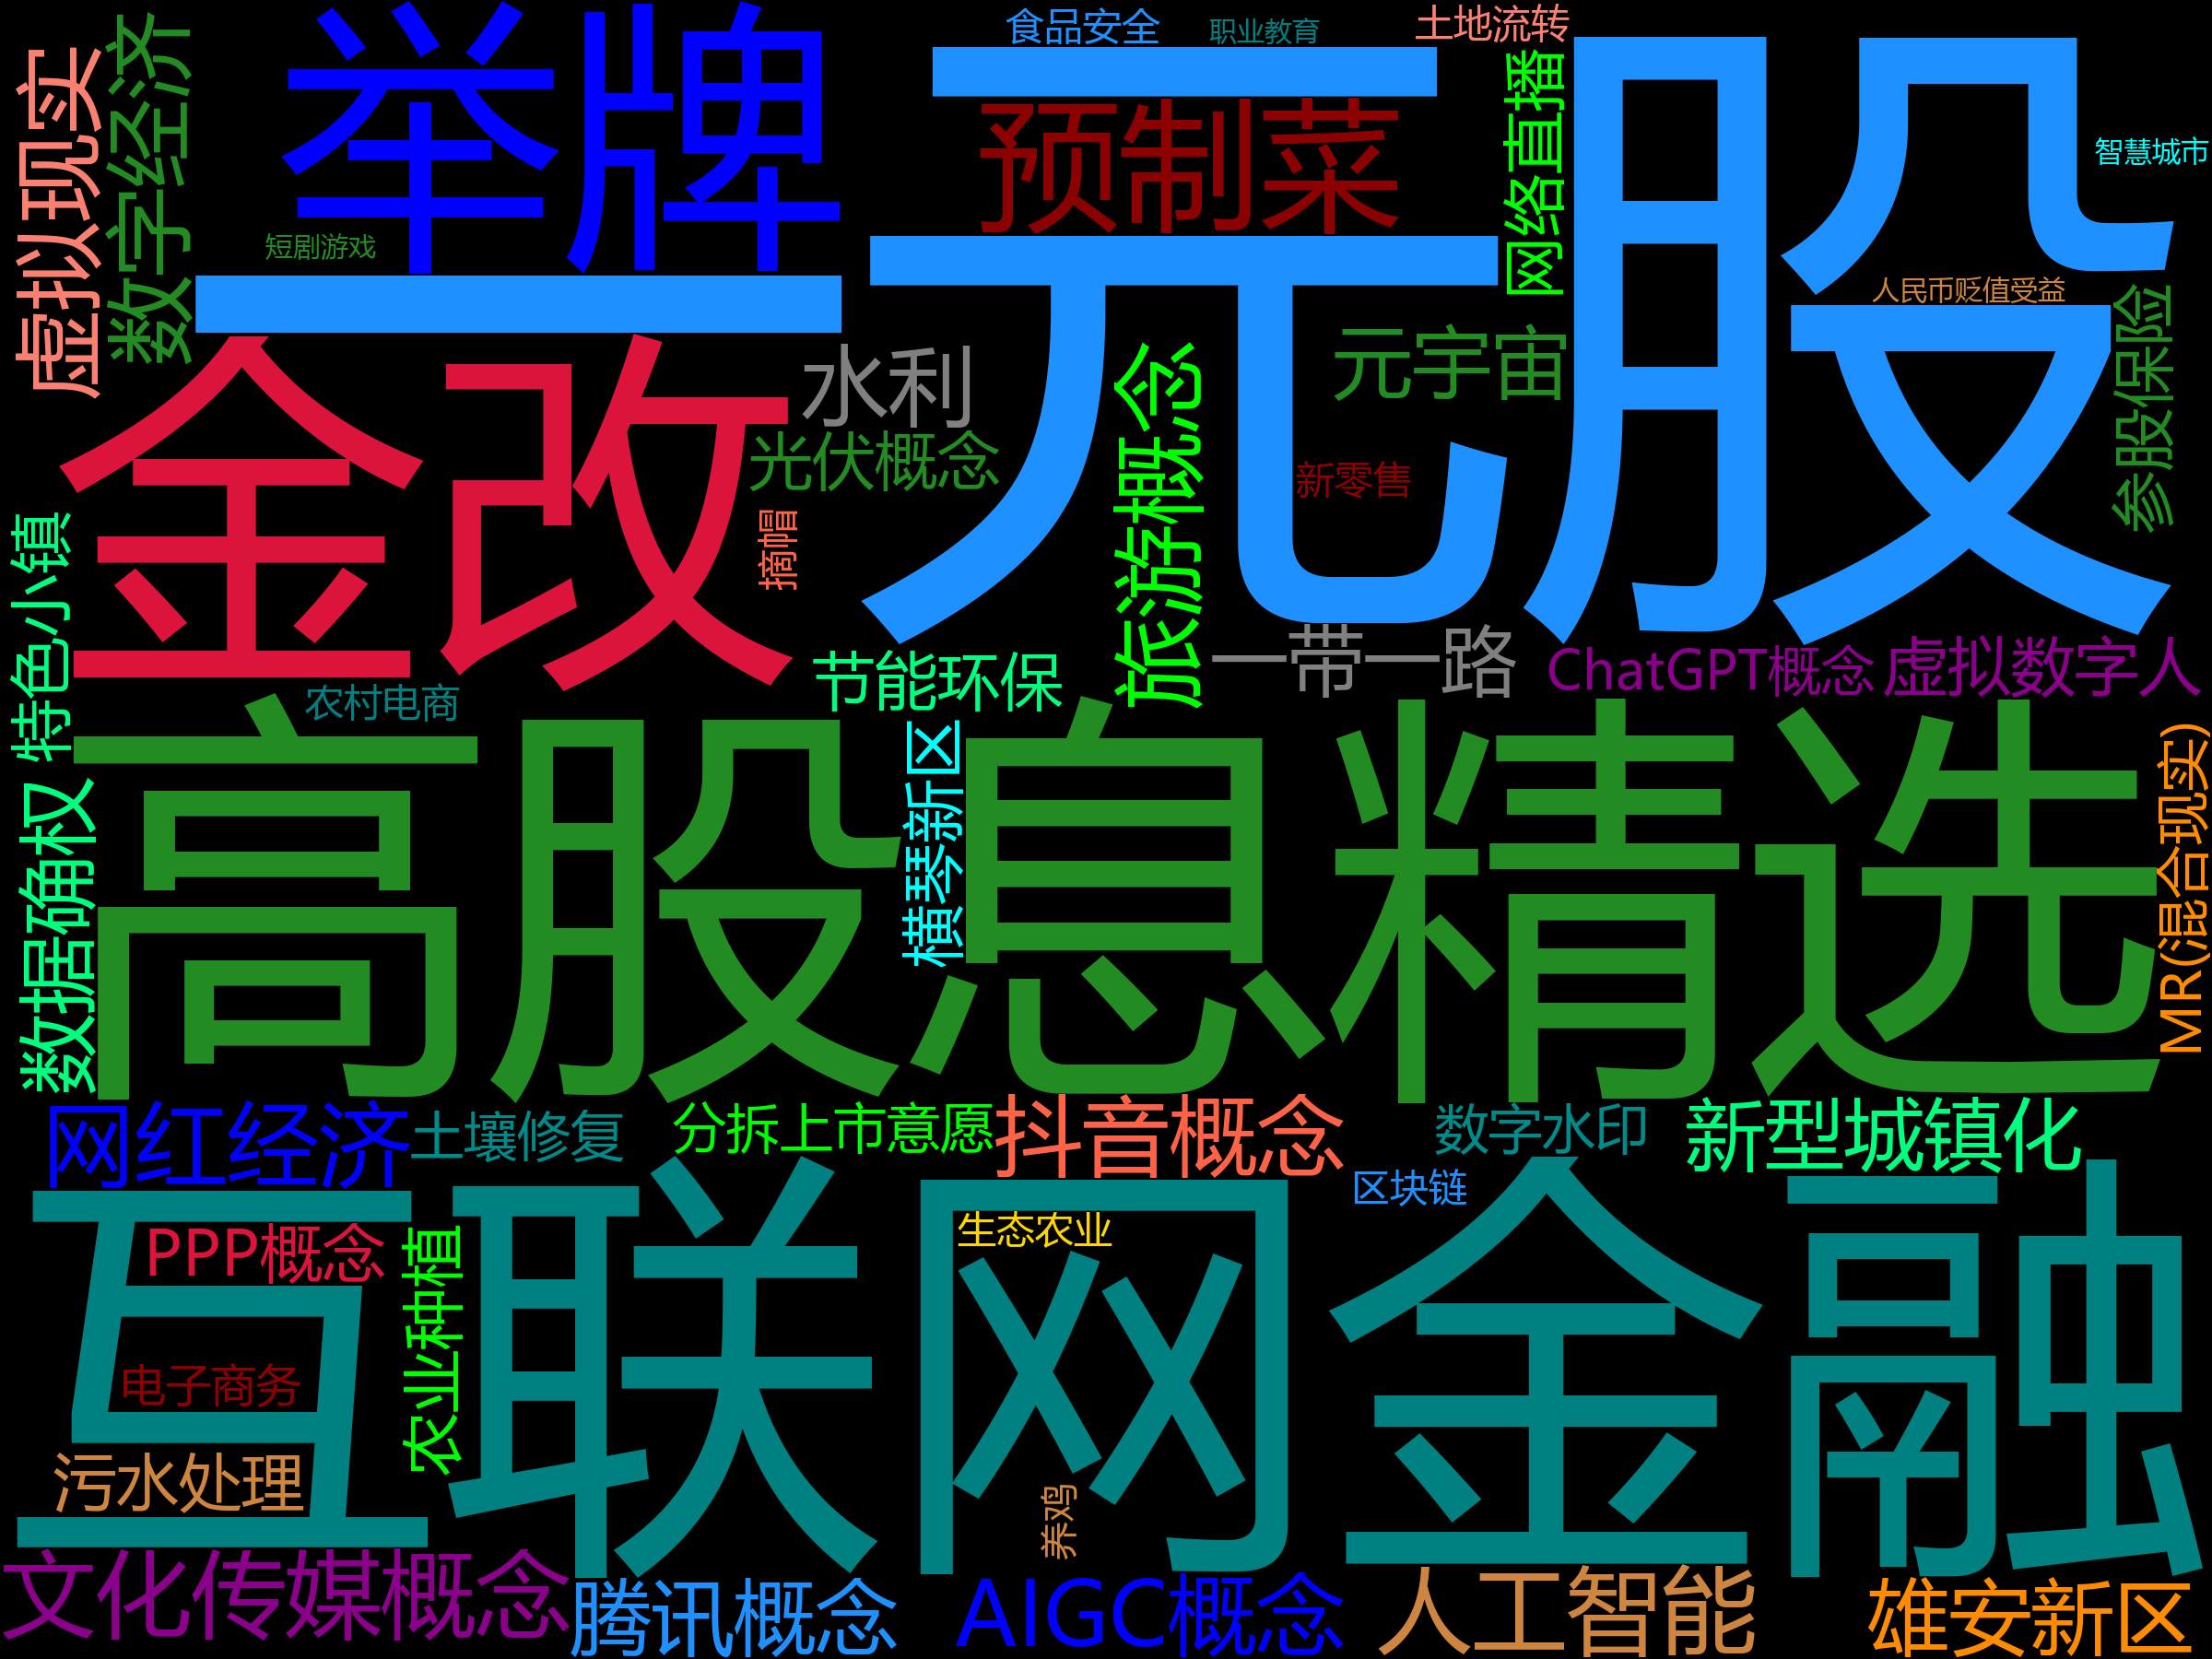 食品安全
职业教育
土地流转
虚拟现实
数字经济
举牌
一元股
预制菜
网络直播
智慧城市
短剧游戏
人民币贬值受益
参股保险
金改
水利
光伏概念
元宇宙
旅游概念
新零售
摘帽
特色小镇
节能环保
一带一路
ChatGPT概念
虚拟数字人
农村电商
高股息精选
横琴新区
MR(混合现实)
数据确权
网红经济
土壤修复
分拆上市意愿
抖音概念
数字水印
新型城镇化
区块链
互联网金融
PPP概念
生态农业
农业种植
电子商务
污水处理
养鸡
文化传媒概念
腾讯概念
AIGC概念
人工智能
雄安新区